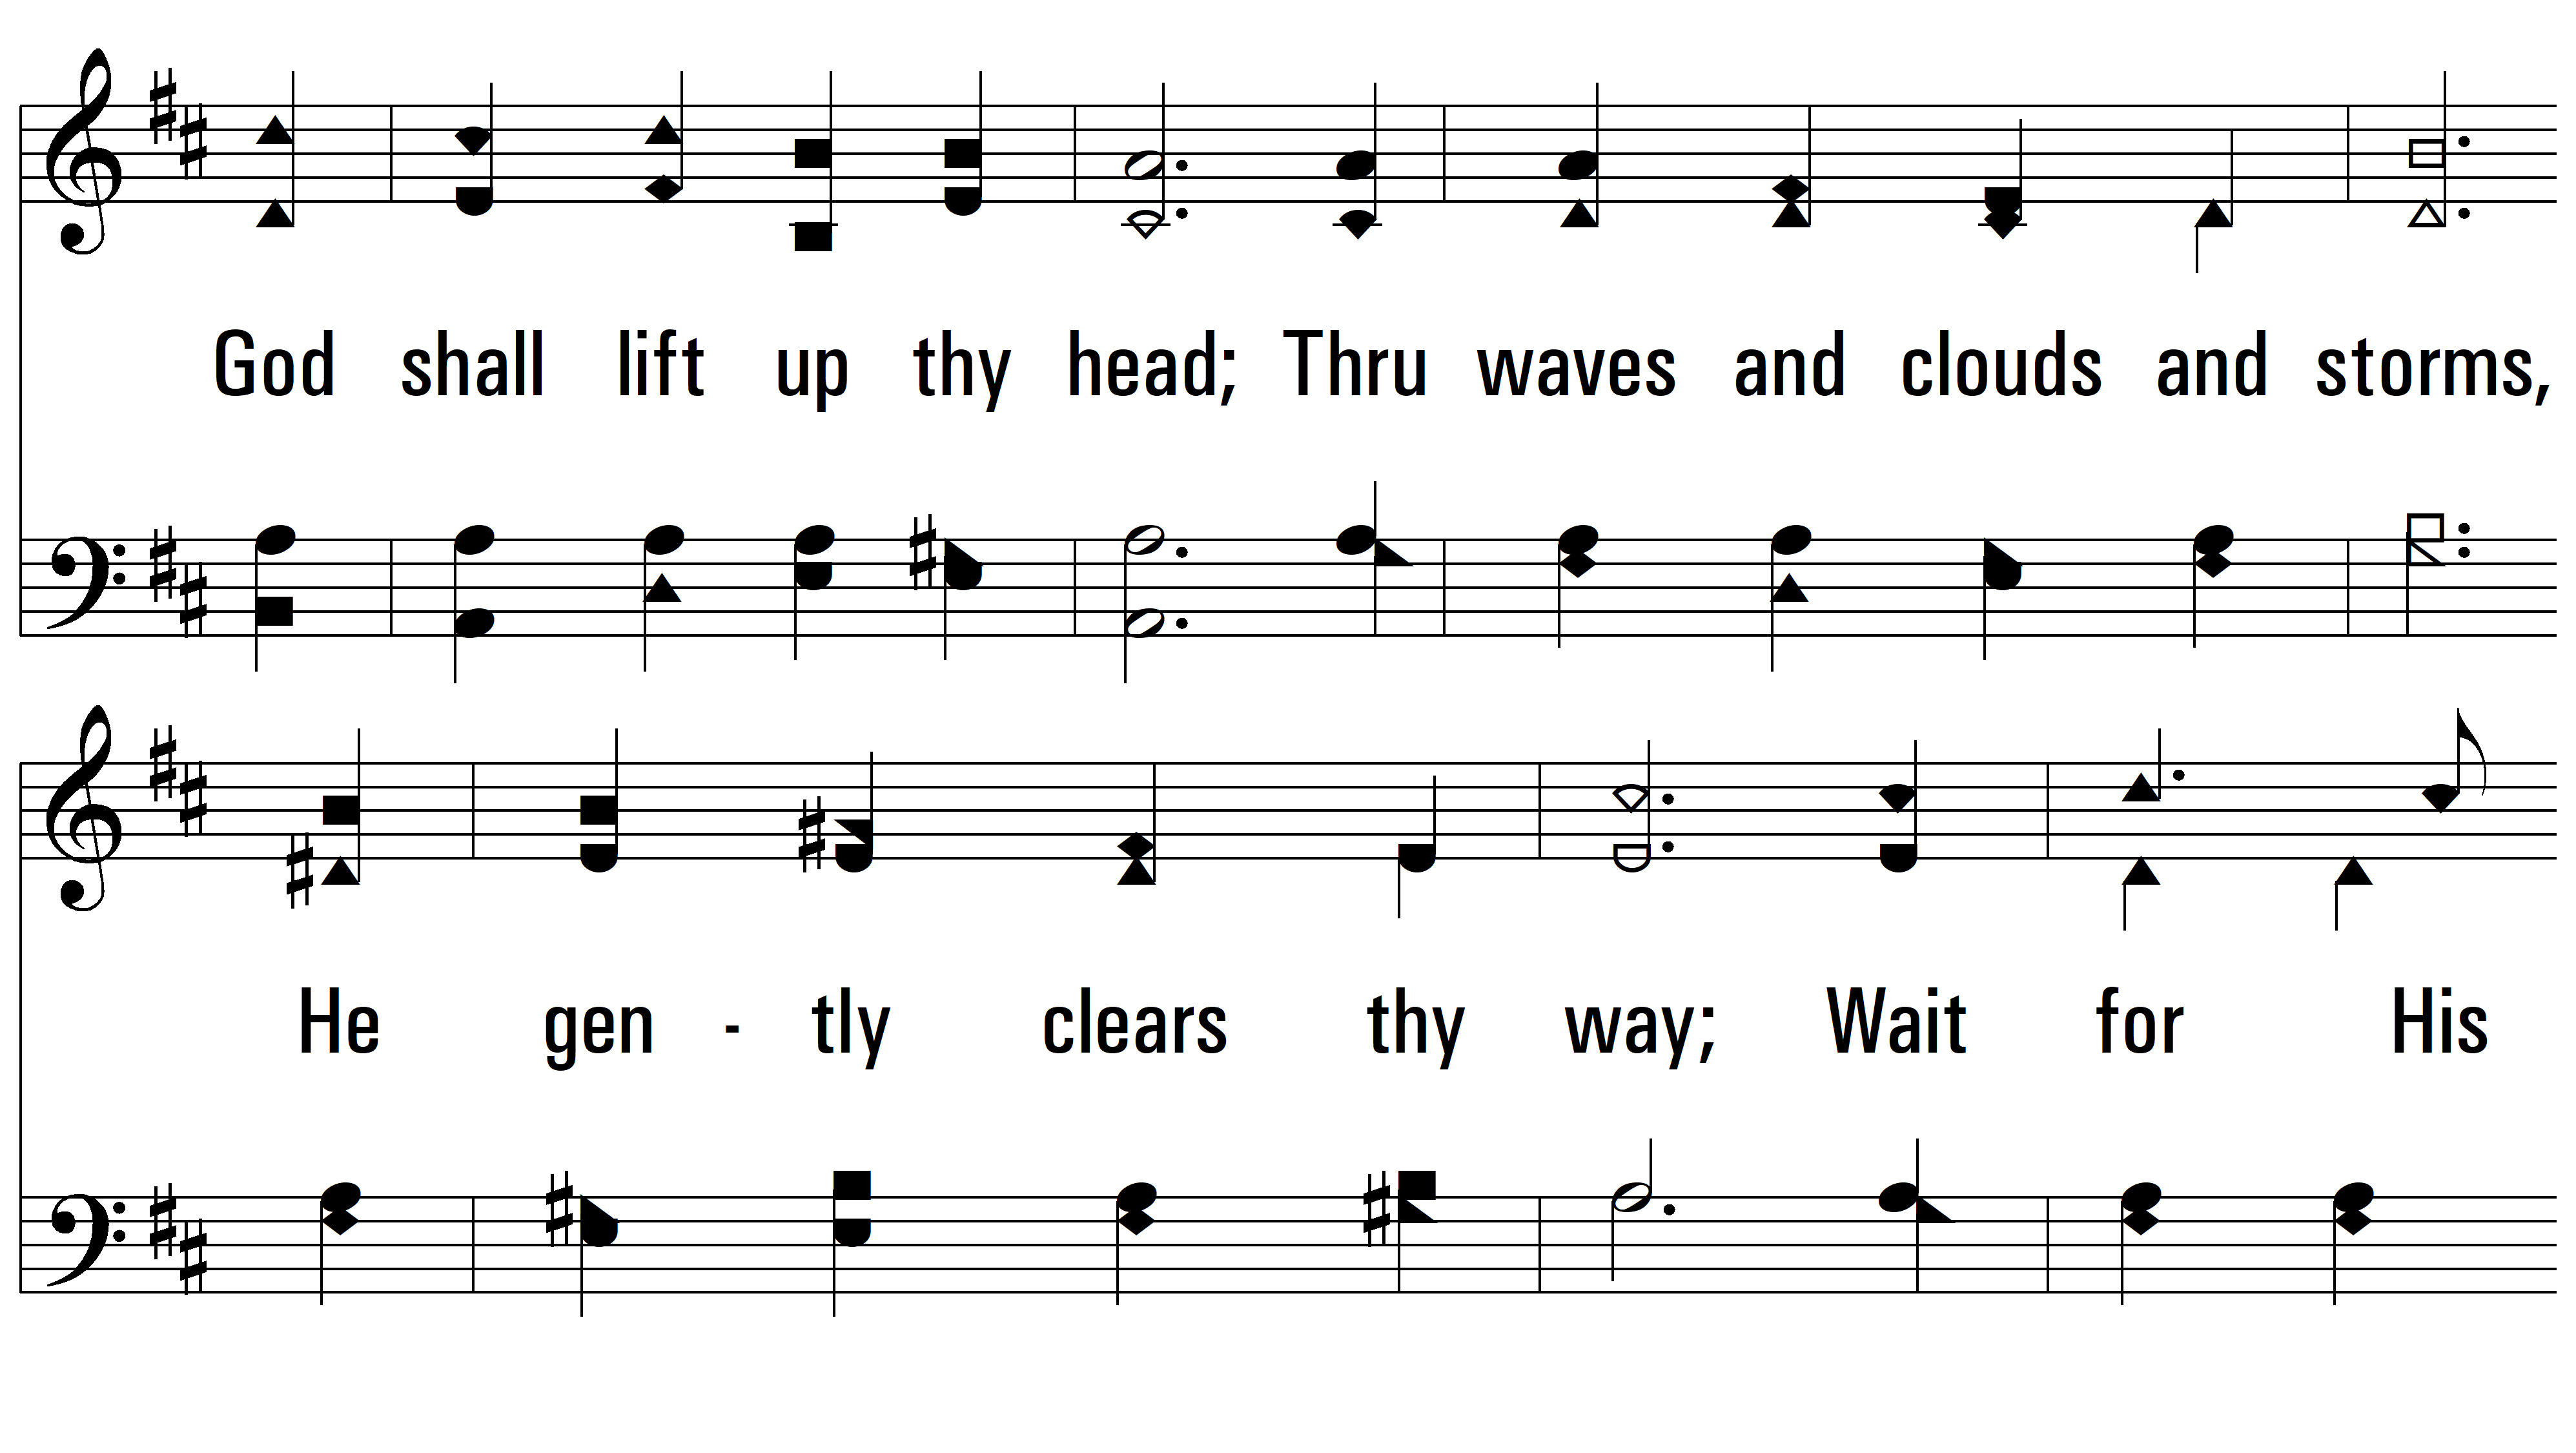 God shall lift up thy head; Thru waves and clouds and storms,
He gen - tly clears thy way; Wait for His